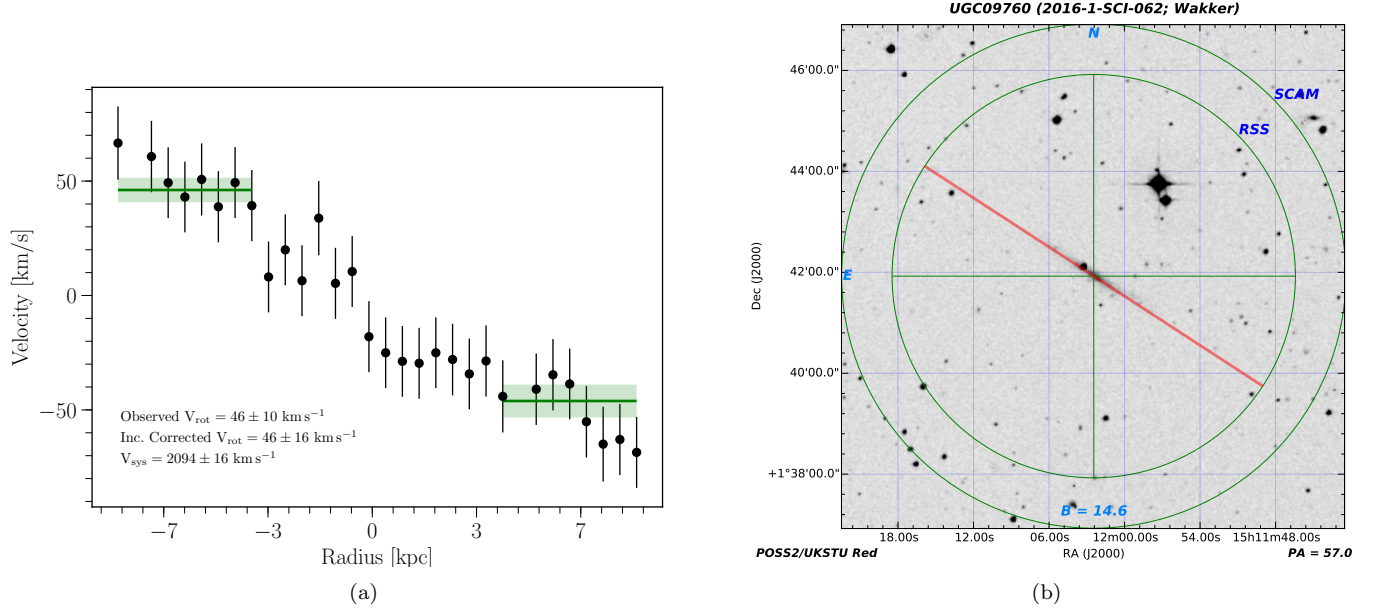 UGC09760 (2016-1-SCI-062; Wakker)
N
SCAM
RSS
E
B = 14.6
46'00.0"
44'00.0"
42'00.0"
40'00.0"
+1°38'00.0"
Dec (J2000)
18.00s 12.00s 06.00s 12m00.00s 54.00s 15h11m48.00s
RA (J2000)
POSS2/UKSTU Red
PA = 57.0
(b)
50
0
−50
Velocity [km/s]
Observed V_rot = 46 ± 10 km s⁻¹
Inc. Corrected V_rot = 46 ± 16 km s⁻¹
V_sys = 2094 ± 16 km s⁻¹
−7 −3 0 3 7
Radius [kpc]
(a)